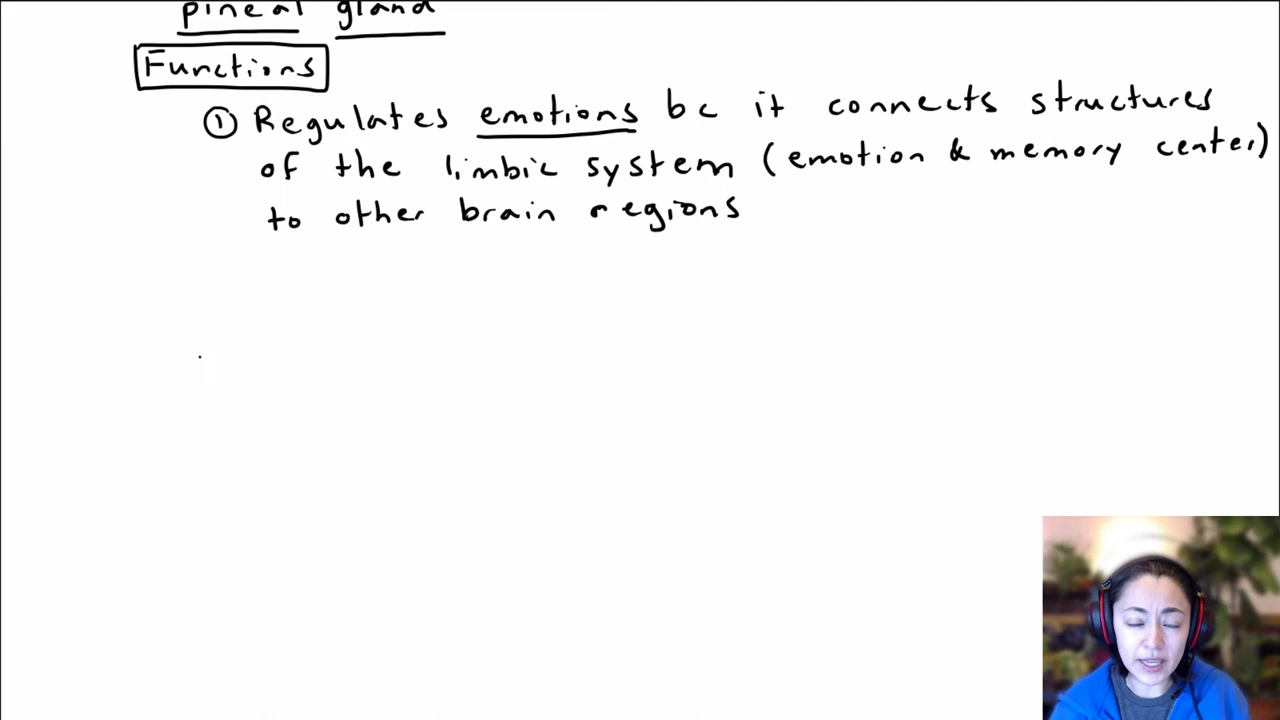 pineal gland
Functions
① Regulates emotions bc it connects structures
of the limbic system (emotion & memory center)
to other brain regions